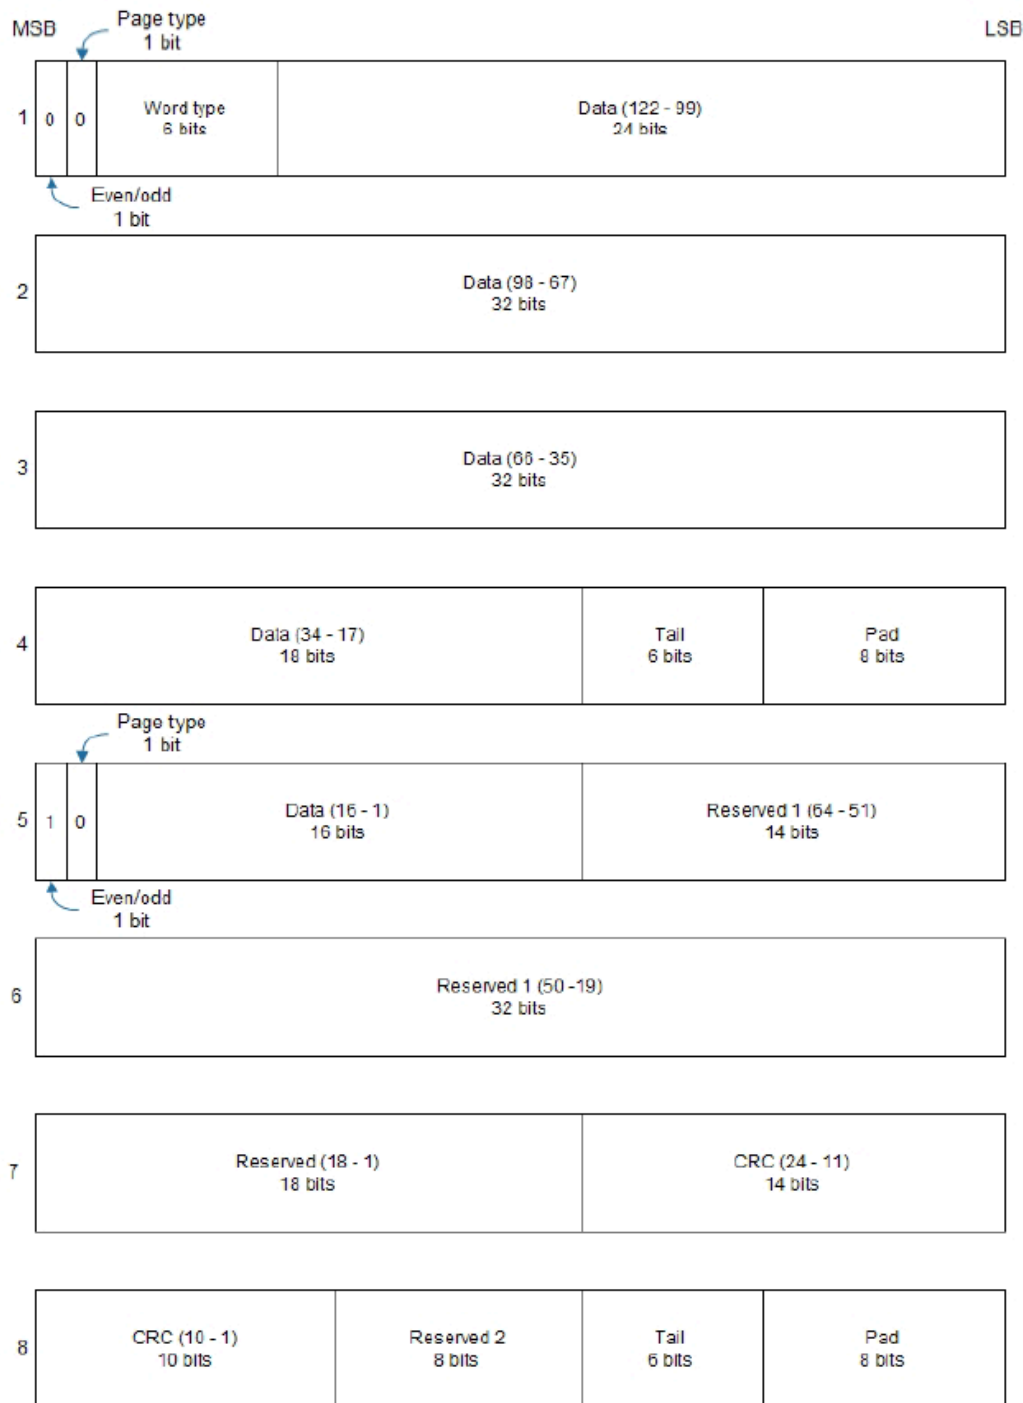 MSB
Page type
1 bit
LSB
1
0
0
Word type
6 bits
Data (122 - 99)
24 bits
Even/odd
1 bit
2
Data (98 - 67)
32 bits
3
Data (66 - 35)
32 bits
4
Data (34 - 17)
18 bits
Tail
6 bits
Pad
8 bits
Page type
1 bit
5
1
0
Data (16 - 1)
16 bits
Reserved 1 (64 - 51)
14 bits
Even/odd
1 bit
6
Reserved 1 (50 -19)
32 bits
7
Reserved (18 - 1)
18 bits
CRC (24 - 11)
14 bits
8
CRC (10 - 1)
10 bits
Reserved 2
8 bits
Tail
6 bits
Pad
8 bits